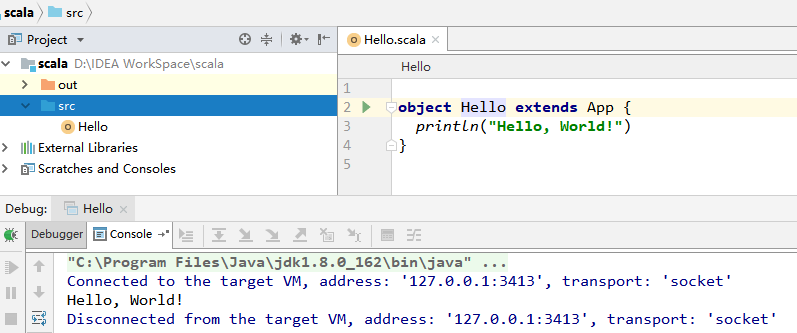 scala src
Project
Hello.scala
scala D:\IDEA WorkSpace\scala
out
src
Hello
External Libraries
Scratches and Consoles
Hello
1
2 object Hello extends App {
3 println("Hello, World!")
4 }
5
Debug: Hello
Debugger Console
"C:\Program Files\Java\jdk1.8.0_162\bin\java" ...
Connected to the target VM, address: '127.0.0.1:3413', transport: 'socket'
Hello, World!
Disconnected from the target VM, address: '127.0.0.1:3413', transport: 'socket'